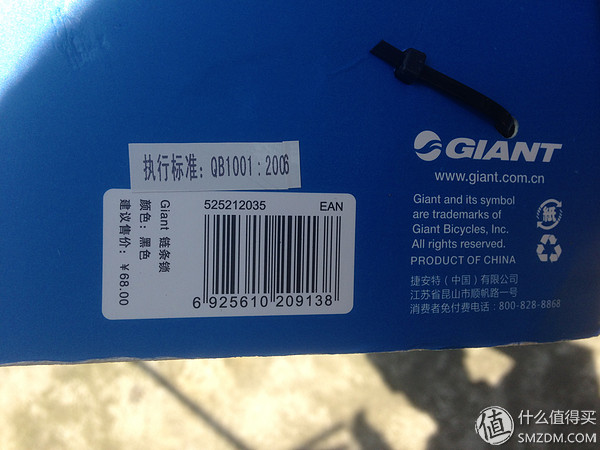 执行标准：QB1001：2006
Giant 链条锁
颜色：黑色
建议售价：￥68.00
525212035 EAN
6 925610 209138
GIANT
www.giant.com.cn
Giant and its symbol
are trademarks of
Giant Bicycles, Inc.
All rights reserved.
PRODUCT OF CHINA
捷安特（中国）有限公司
江苏省昆山市顺帆路一号
消费者免付费电话：800-828-8868
紙
值 什么值得买
SMZDM.COM